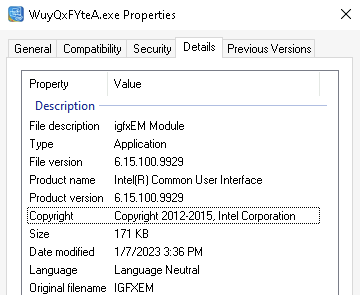 WuyQxFYteA.exe Properties
General Compatibility Security Details Previous Versions
Property Value
Description
File description igfxEM Module
Type Application
File version 6.15.100.9929
Product name Intel(R) Common User Interface
Product version 6.15.100.9929
Copyright Copyright 2012-2015, Intel Corporation
Size 171 KB
Date modified 1/7/2023 3:36 PM
Language Language Neutral
Original filename IGFXEM